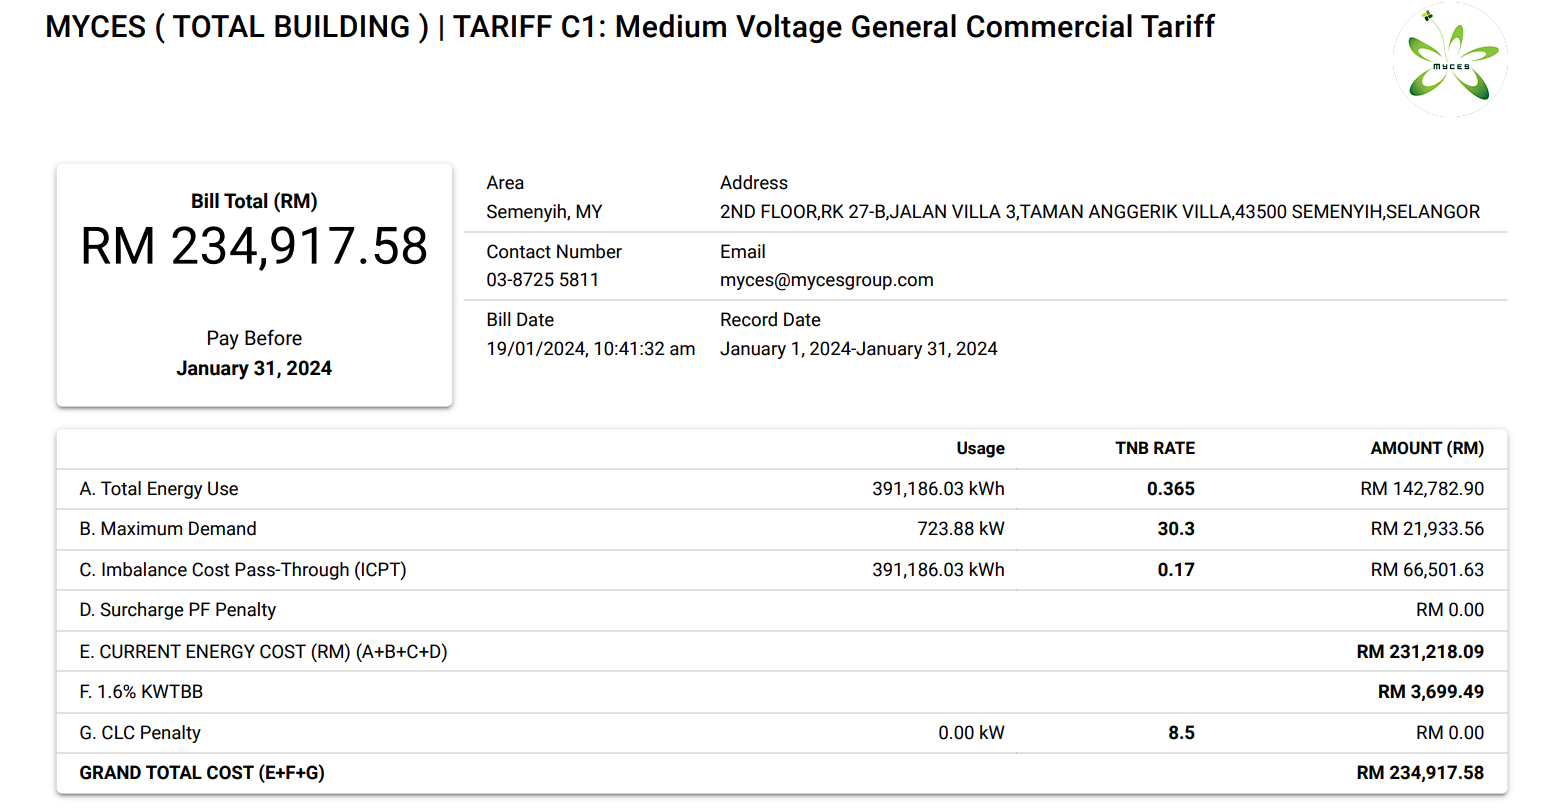 MYCES ( TOTAL BUILDING ) | TARIFF C1: Medium Voltage General Commercial Tariff
MYCES
Bill Total (RM)
RM 234,917.58
Pay Before
January 31, 2024
Area Address
Semenyih, MY 2ND FLOOR,RK 27-B,JALAN VILLA 3,TAMAN ANGGERIK VILLA,43500 SEMENYIH,SELANGOR
Contact Number Email
03-8725 5811 myces@mycesgroup.com
Bill Date Record Date
19/01/2024, 10:41:32 am January 1, 2024-January 31, 2024
Usage TNB RATE AMOUNT (RM)
A. Total Energy Use 391,186.03 kWh 0.365 RM 142,782.90
B. Maximum Demand 723.88 kW 30.3 RM 21,933.56
C. Imbalance Cost Pass-Through (ICPT) 391,186.03 kWh 0.17 RM 66,501.63
D. Surcharge PF Penalty RM 0.00
E. CURRENT ENERGY COST (RM) (A+B+C+D) RM 231,218.09
F. 1.6% KWTBB RM 3,699.49
G. CLC Penalty 0.00 kW 8.5 RM 0.00
GRAND TOTAL COST (E+F+G) RM 234,917.58